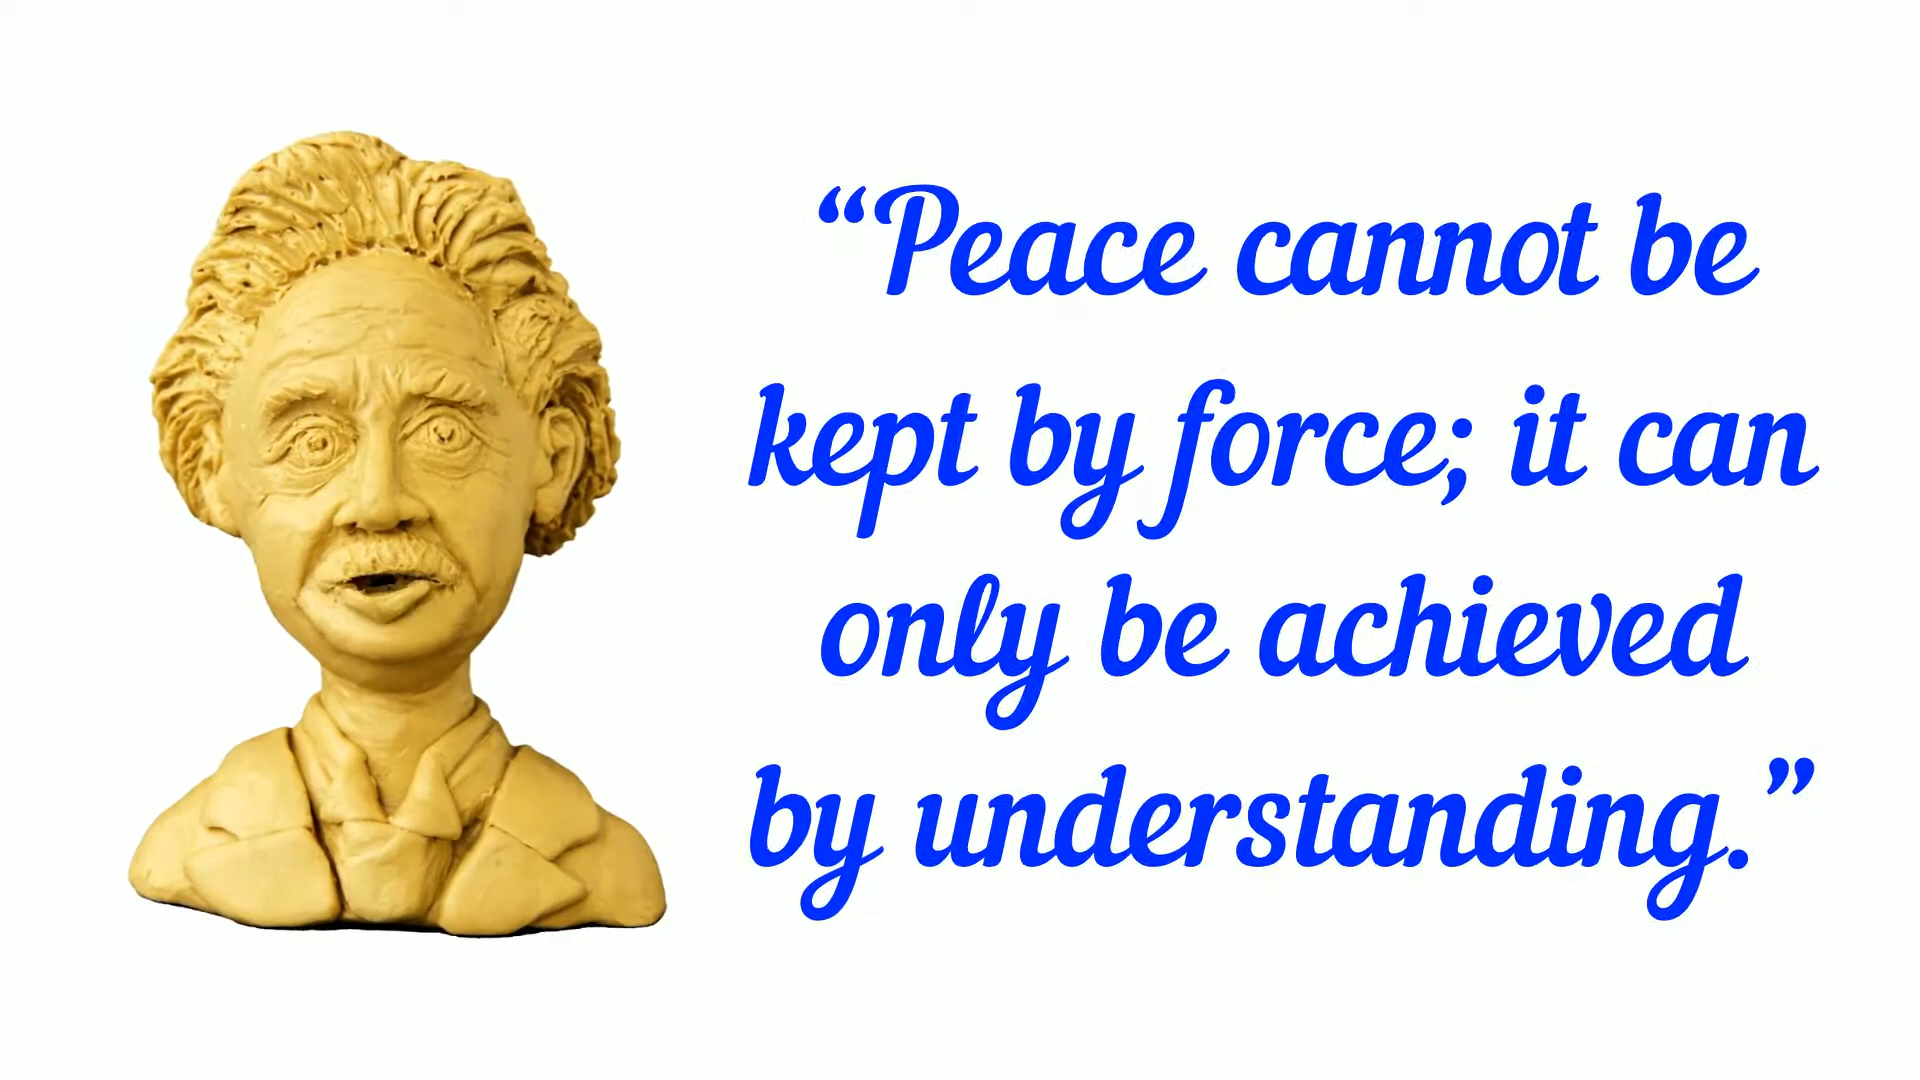 “Peace cannot be
kept by force; it can
only be achieved
by understanding.”